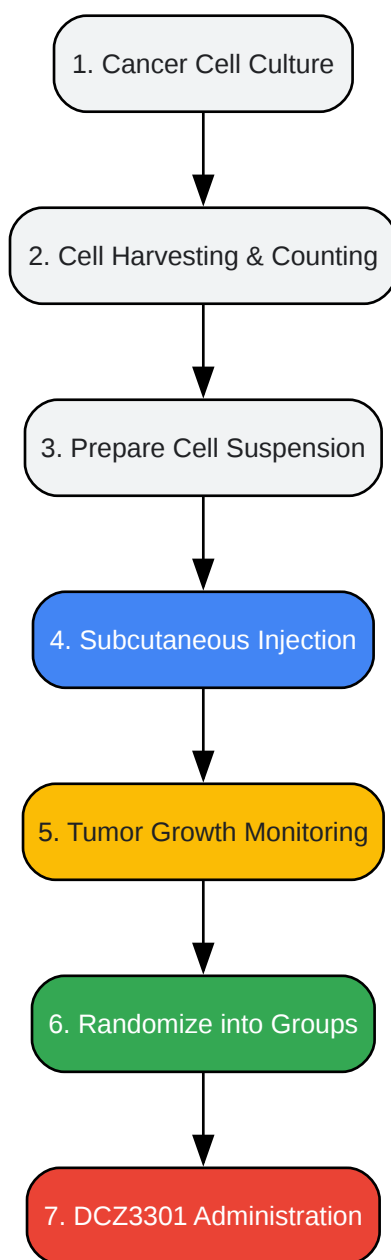 1. Cancer Cell Culture
2. Cell Harvesting & Counting
3. Prepare Cell Suspension
4. Subcutaneous Injection
5. Tumor Growth Monitoring
6. Randomize into Groups
7. DCZ3301 Administration